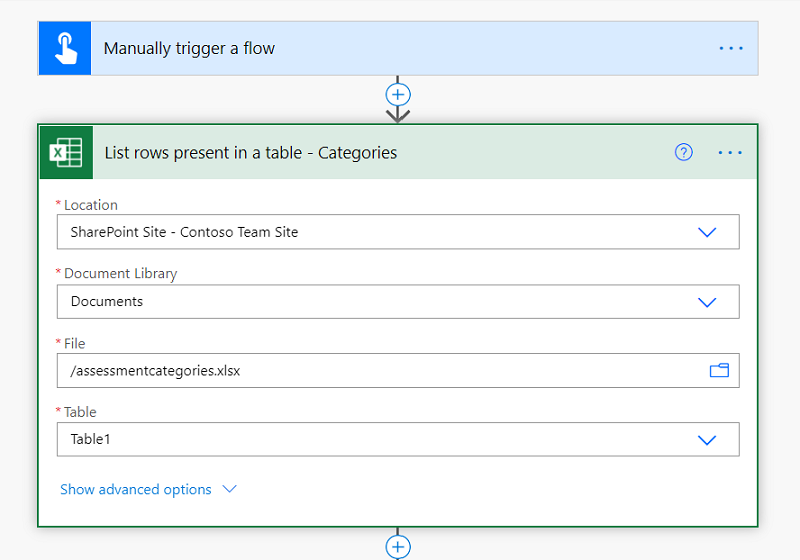 Manually trigger a flow
List rows present in a table - Categories
* Location
SharePoint Site - Contoso Team Site
* Document Library
Documents
* File
/assessmentcategories.xlsx
* Table
Table1
Show advanced options